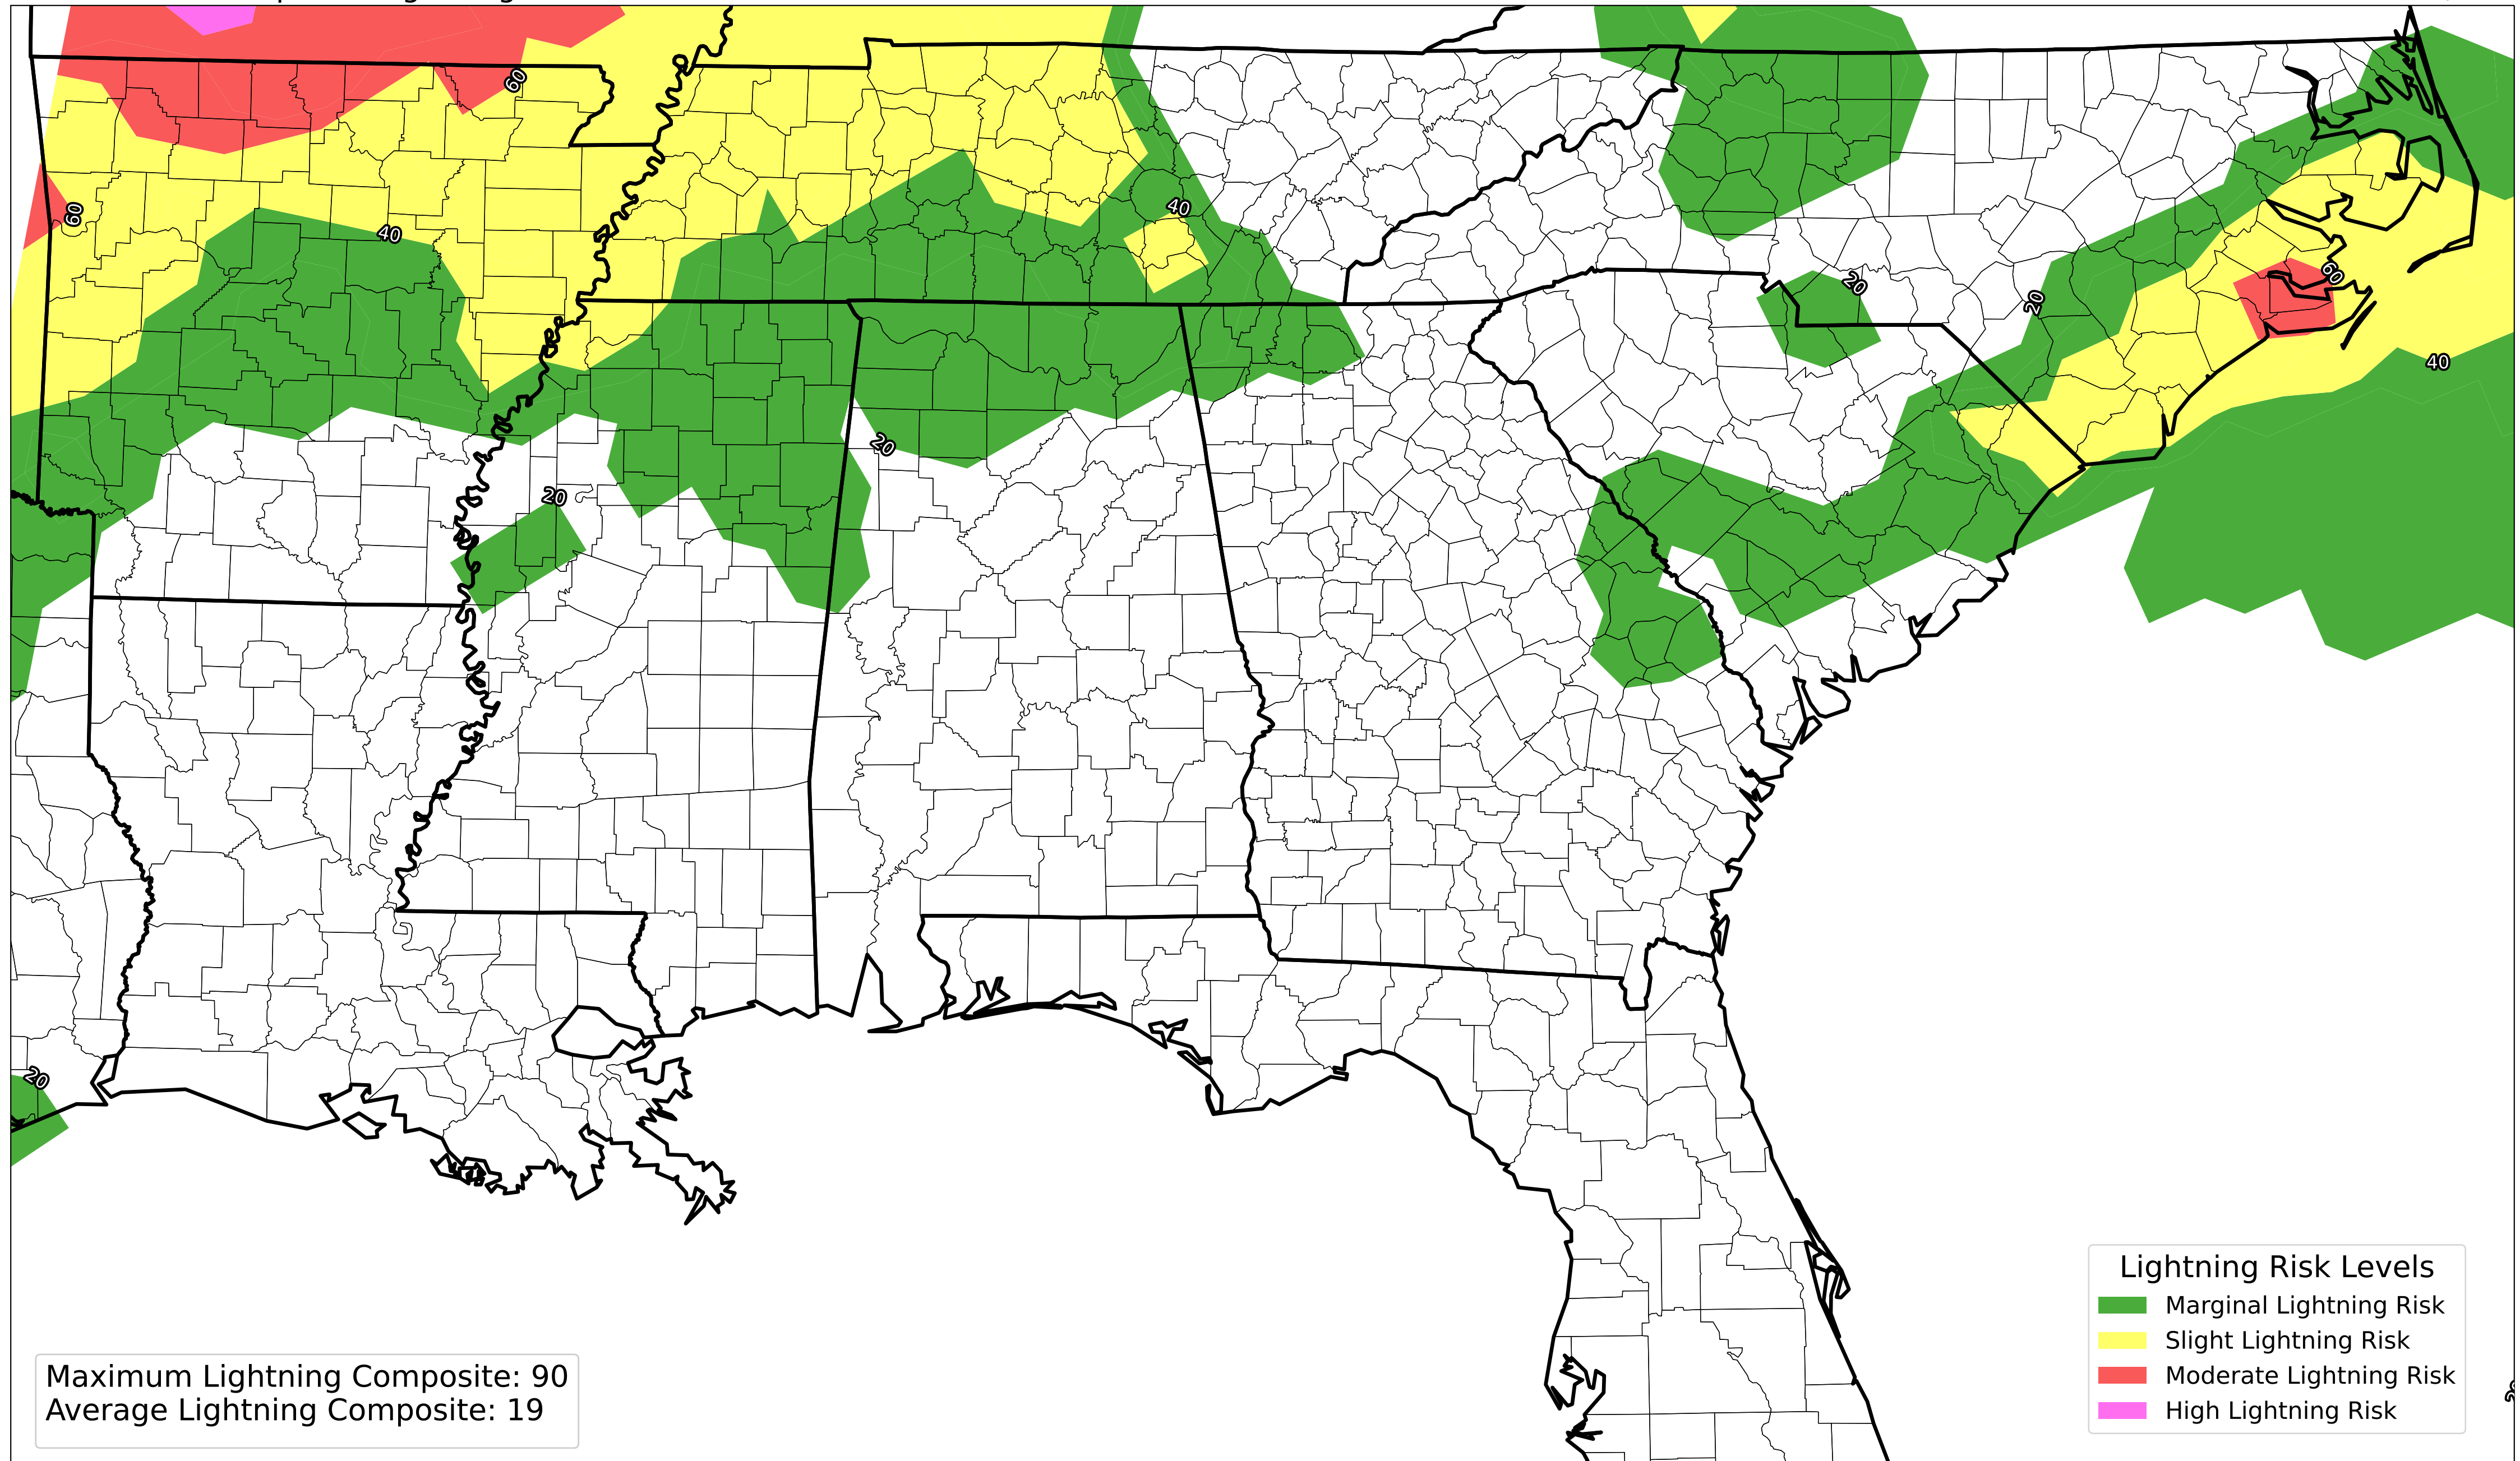 60
60
40
40
20
20
60
20
40
20
20
20
Lightning Risk Levels
Marginal Lightning Risk
Slight Lightning Risk
Moderate Lightning Risk
High Lightning Risk
Maximum Lightning Composite: 90
Average Lightning Composite: 19